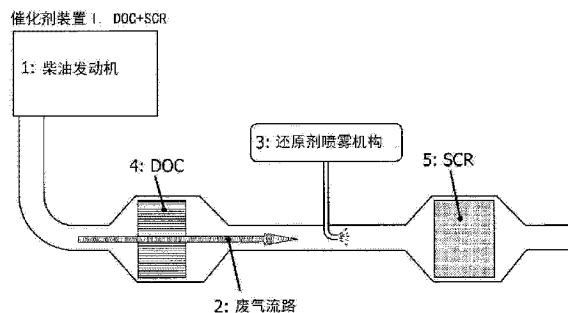 催化剂装置 I. DOC+SCR
1: 柴油发动机
3: 还原剂喷雾机构
4: DOC
5: SCR
2: 废气流路